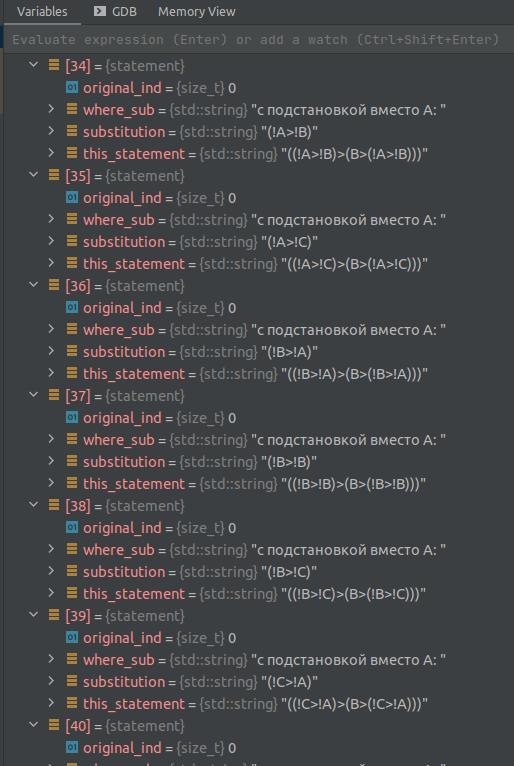 Variables GDB Memory View
Evaluate expression (Enter) or add a watch (Ctrl+Shift+Enter)
[34] = {statement}
original_ind = {size_t} 0
where_sub = {std::string} "с подстановкой вместо A: "
substitution = {std::string} "(!A>!B)"
this_statement = {std::string} "((!A>!B)>(B>(!A>!B)))"
[35] = {statement}
original_ind = {size_t} 0
where_sub = {std::string} "с подстановкой вместо A: "
substitution = {std::string} "(!A>!C)"
this_statement = {std::string} "((!A>!C)>(B>(!A>!C)))"
[36] = {statement}
original_ind = {size_t} 0
where_sub = {std::string} "с подстановкой вместо A: "
substitution = {std::string} "(!B>!A)"
this_statement = {std::string} "((!B>!A)>(B>(!B>!A)))"
[37] = {statement}
original_ind = {size_t} 0
where_sub = {std::string} "с подстановкой вместо A: "
substitution = {std::string} "(!B>!B)"
this_statement = {std::string} "((!B>!B)>(B>(!B>!B)))"
[38] = {statement}
original_ind = {size_t} 0
where_sub = {std::string} "с подстановкой вместо A: "
substitution = {std::string} "(!B>!C)"
this_statement = {std::string} "((!B>!C)>(B>(!B>!C)))"
[39] = {statement}
original_ind = {size_t} 0
where_sub = {std::string} "с подстановкой вместо A: "
substitution = {std::string} "(!C>!A)"
this_statement = {std::string} "((!C>!A)>(B>(!C>!A)))"
[40] = {statement}
original_ind = {size_t} 0